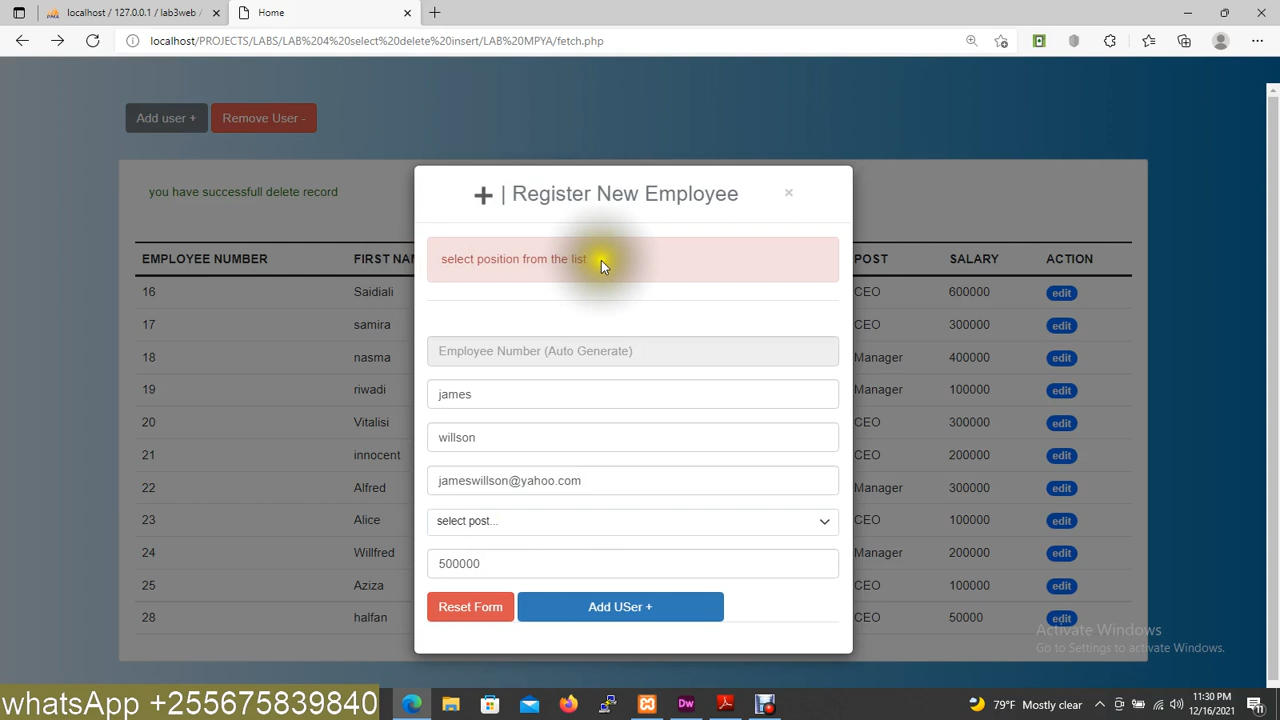 localhost / 127.0.0.1 / lab3web
Home
localhost/PROJECTS/LABS/LAB%204%20select%20delete%20insert/LAB%20MPYA/fetch.php
Add user +
Remove User -
you have successfull delete record
+ | Register New Employee
×
select position from the list
EMPLOYEE NUMBER FIRST NA POST SALARY ACTION
16 Saidiali CEO 600000 edit
17 samira CEO 300000 edit
18 nasma Manager 400000 edit
19 riwadi Manager 100000 edit
20 Vitalisi CEO 300000 edit
21 innocent CEO 200000 edit
22 Alfred Manager 300000 edit
23 Alice CEO 100000 edit
24 Willfred Manager 200000 edit
25 Aziza CEO 100000 edit
28 halfan CEO 50000 edit
Employee Number (Auto Generate)
james
willson
jameswillson@yahoo.com
select post...
500000
Reset Form
Add USer +
Activate Windows
Go to Settings to activate Windows.
whatsApp +255675839840
Dw
79°F Mostly clear
11:30 PM
12/16/2021